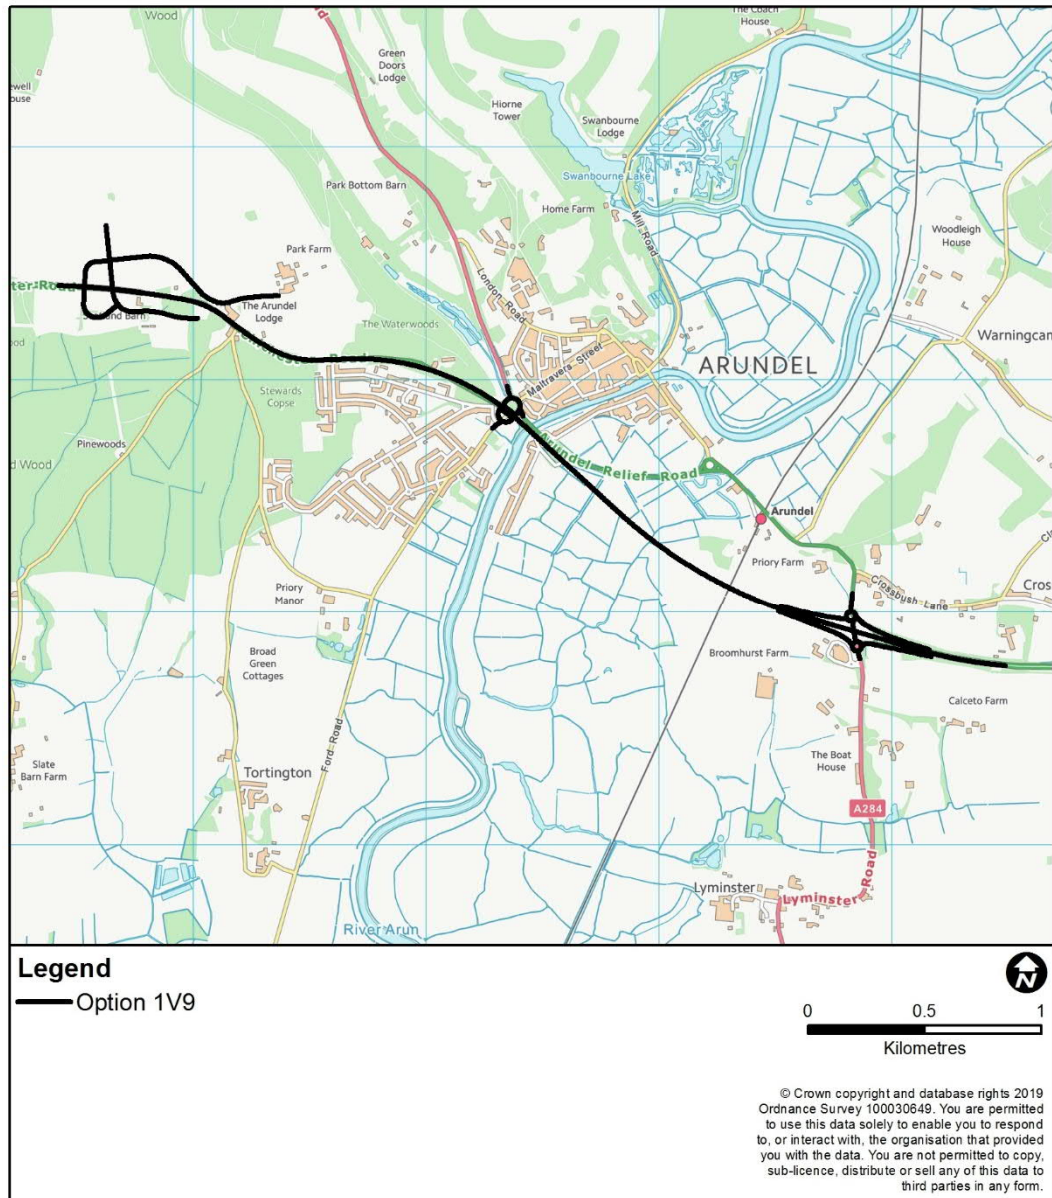 Wood
The Coach
House
Green
Doors
Lodge
Hiorne
Tower
Swanbourne
Lodge
Swanbourne Lake
Park Bottom Barn
Home Farm
Mill Road
Woodleigh
House
Park Farm
London Road
ter Road
The Arundel
Lodge
The Waterwoods
Maltravers Street
ARUNDEL
Warningcam
Stewards
Copse
Pinewoods
d Wood
Arundel Relief Road
Arundel
Priory Farm
Crossbush Lane
Cros
Priory
Manor
Broad
Green
Cottages
Broomhurst Farm
Calceto Farm
Ford Road
The Boat
House
Slate
Barn Farm
Tortington
A284
Lyminster
Lyminster Road
River Arun
Legend
Option 1V9
N
0 0.5 1
Kilometres
© Crown copyright and database rights 2019
Ordnance Survey 100030649. You are permitted
to use this data solely to enable you to respond
to, or interact with, the organisation that provided
you with the data. You are not permitted to copy,
sub-licence, distribute or sell any of this data to
third parties in any form.